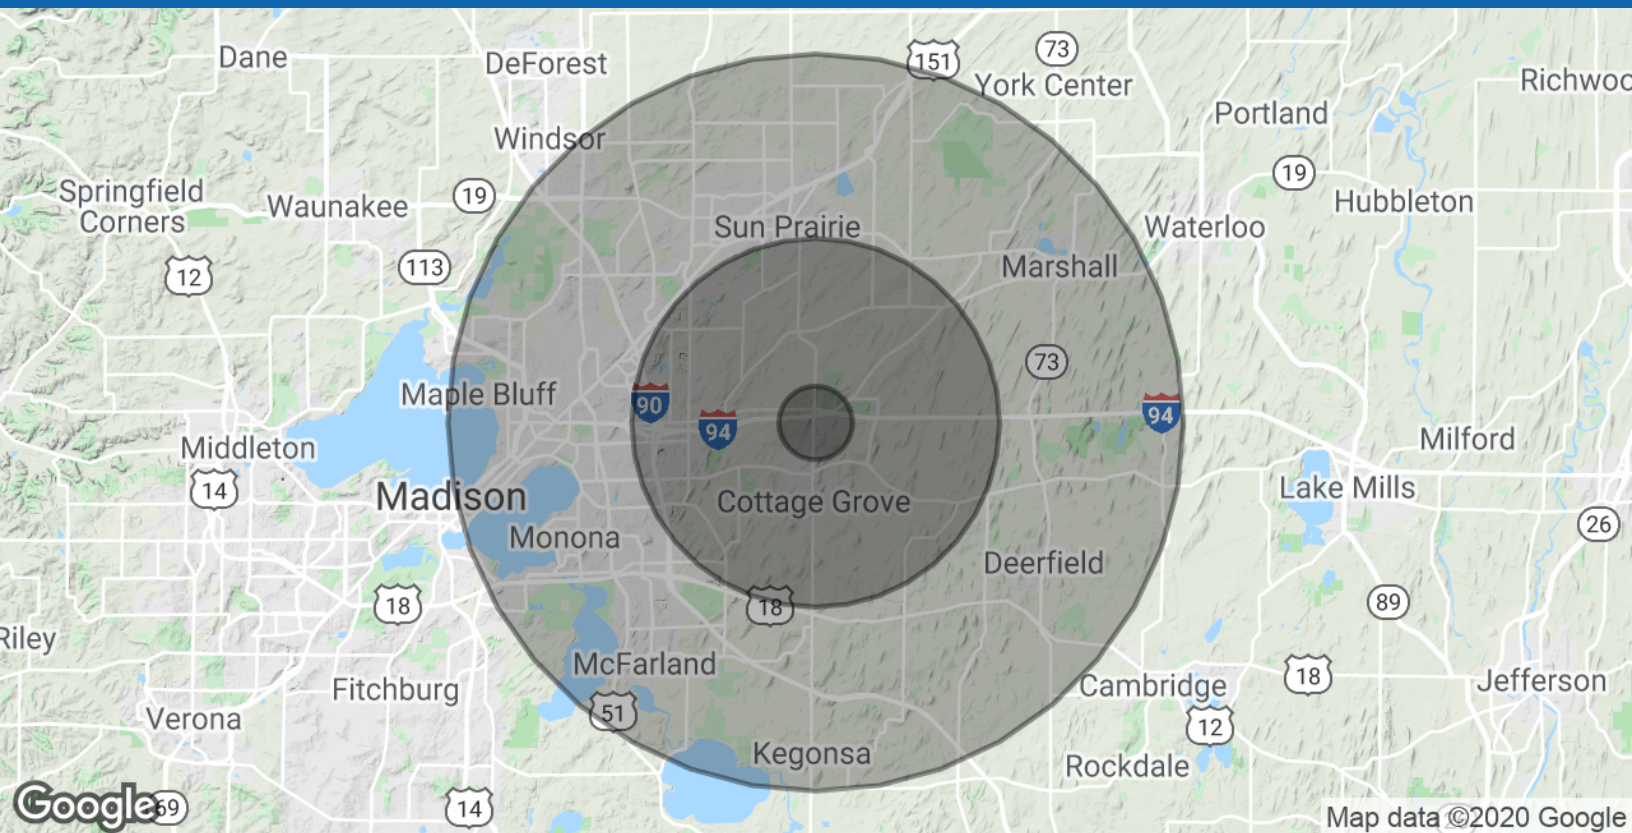 Dane
DeForest
151
73
York Center
Richwoo
Portland
Windsor
19
Springfield
Corners
Waunakee
19
Hubbleton
Sun Prairie
Waterloo
12
113
Marshall
73
Maple Bluff
90
94
94
Middleton
Milford
14
Madison
Cottage Grove
Lake Mills
26
Monona
Deerfield
18
18
89
Riley
McFarland
Fitchburg
Cambridge
18
Jefferson
Verona
51
12
Kegonsa
Rockdale
Google
69
14
Map data ©2020 Google